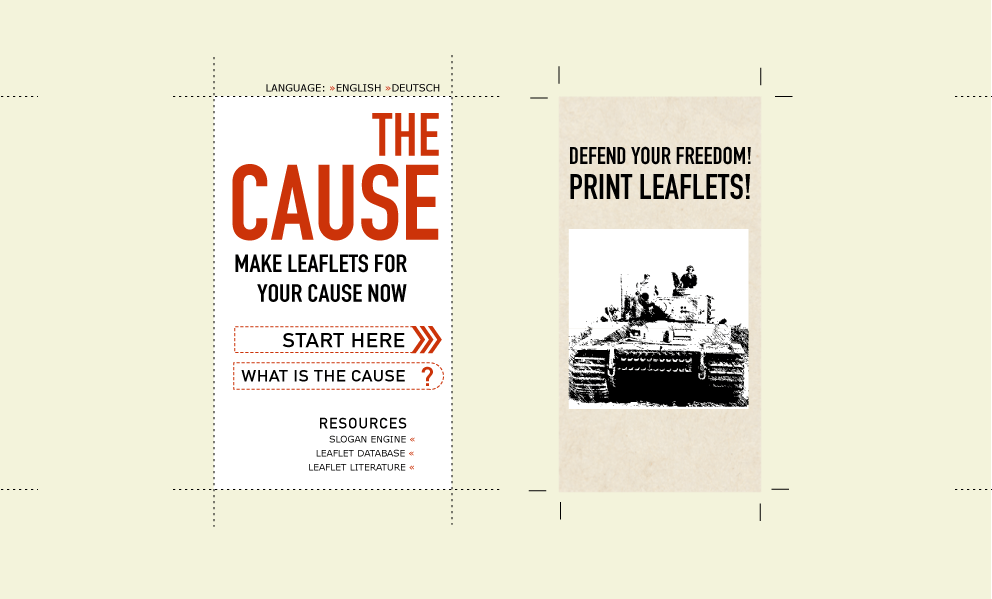 LANGUAGE: »ENGLISH »DEUTSCH
THE
CAUSE
MAKE LEAFLETS FOR
YOUR CAUSE NOW
START HERE
WHAT IS THE CAUSE ?
RESOURCES
SLOGAN ENGINE «
LEAFLET DATABASE «
LEAFLET LITERATURE «
DEFEND YOUR FREEDOM!
PRINT LEAFLETS!